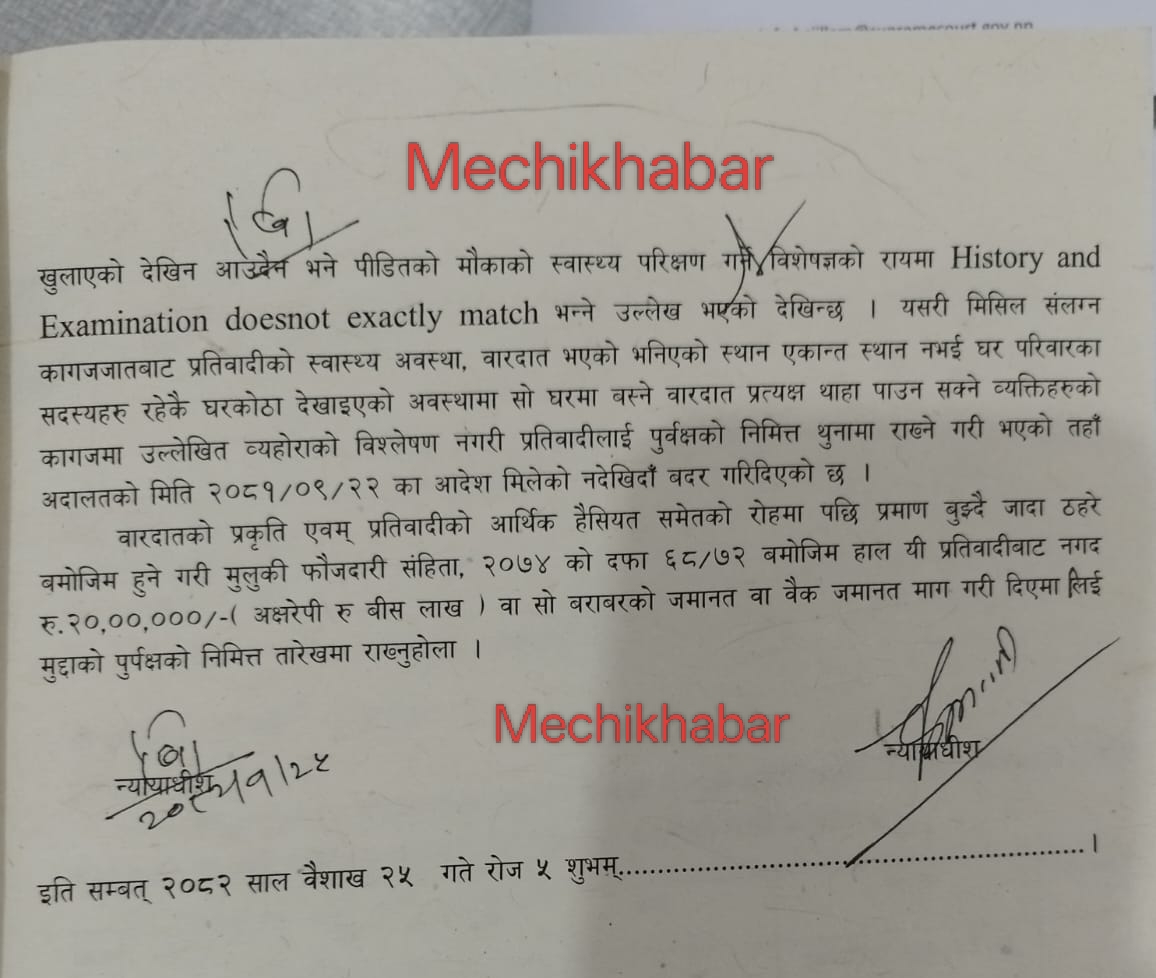 Mechikhabar
खुलाएको देखिन आउदैन भने पीडितको मौकाको स्वास्थ्य परिक्षण गर्ने विशेषज्ञको रायमा History and
Examination doesnot exactly match भन्ने उल्लेख भएको देखिन्छ । यसरी मिसिल संलग्न
कागजजातबाट प्रतिवादीको स्वास्थ्य अवस्था, वारदात भएको भनिएको स्थान एकान्त स्थान नभई घर परिवारका
सदस्यहरु रहेकै घरकोठा देखाइएको अवस्थामा सो घरमा बस्ने वारदात प्रत्यक्ष थाहा पाउन सक्ने व्यक्तिहरुको
कागजमा उल्लेखित व्यहोराको विश्लेषण नगरी प्रतिवादीलाई पुर्वक्षको निमित्त थुनामा राख्ने गरी भएको तहाँ
अदालतको मिति २०८१/०९/२२ का आदेश मिलेको नदेखिदाँ बदर गरिदिएको छ ।
वारदातको प्रकृति एवम् प्रतिवादीको आर्थिक हैसियत समेतको रोहमा पछि प्रमाण बुझ्दै जादा ठहरे
बमोजिम हुने गरी मुलुकी फौजदारी संहिता, २०७४ को दफा ६८/७२ बमोजिम हाल यी प्रतिवादीबाट नगद
रु.२०,००,०००/-( अक्षरेपी रु बीस लाख ) वा सो बराबरको जमानत वा वैक जमानत माग गरी दिएमा लिई
मुद्दाको पुर्पक्षको निमित्त तारेखमा राख्नुहोला ।
Mechikhabar
न्यायाधीश
न्यायाधीश
इति सम्बत् २०८२ साल वैशाख २५ गते रोज ५ शुभम्.......................................................।